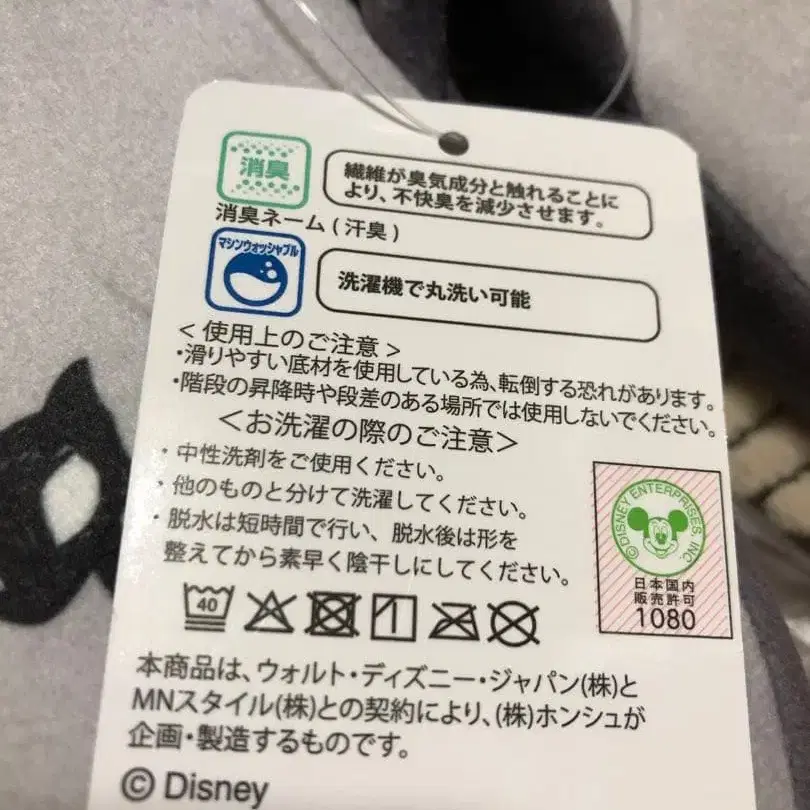 消臭
繊維が臭気成分と触れることに
より、不快臭を減少させます。
消臭ネーム(汗臭)
マシンウォッシャブル
洗濯機で丸洗い可能
<使用上のご注意>
・滑りやすい底材を使用している為、転倒する恐れがあります。
・階段の昇降時や段差のある場所では使用しないでください。
<お洗濯の際のご注意>
・中性洗剤をご使用ください。
・他のものと分けて洗濯してください。
・脱水は短時間で行い、脱水後は形を
整えてから素早く陰干しにしてください。
©DISNEY ENTERPRISES, INC.
日本国内
販売許可
1080
40
本商品は、ウォルト・ディズニー・ジャパン(株)と
MNスタイル(株)との契約により、(株)ホンシュが
企画・製造するものです。
© Disney